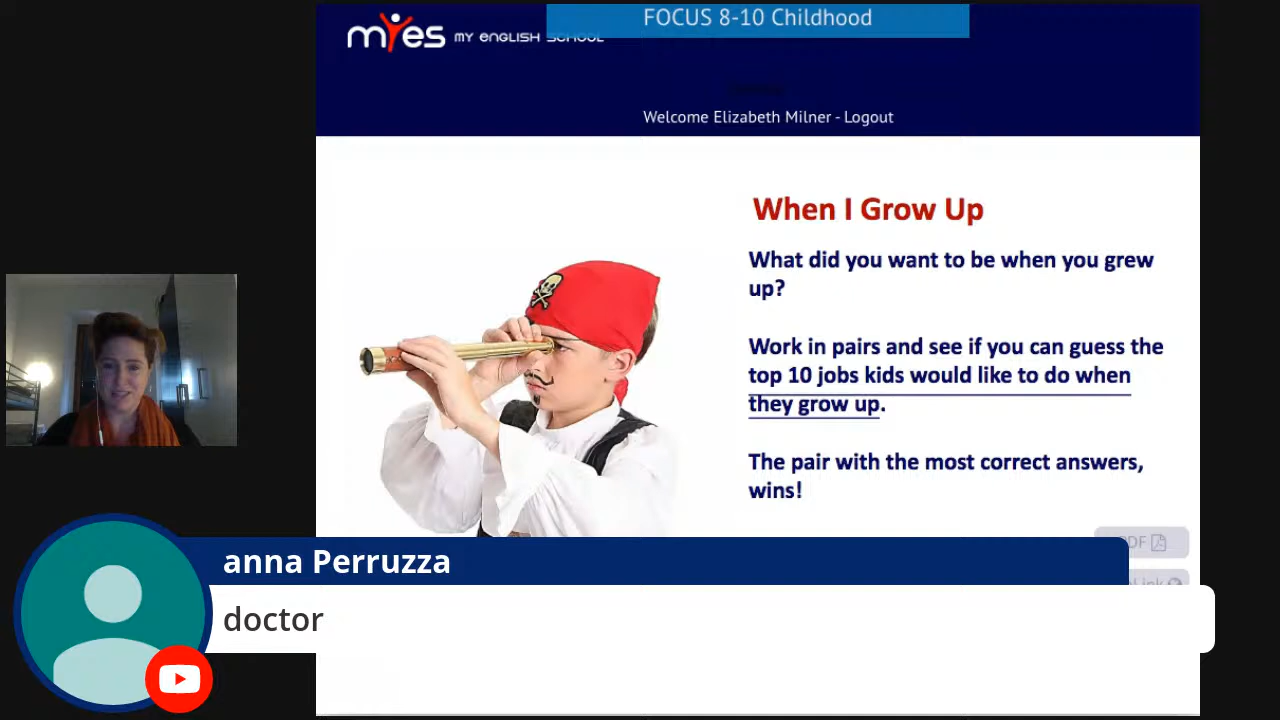 FOCUS 8-10 Childhood
myes MY ENGLISH SCHOOL
Welcome Elizabeth Milner - Logout
When I Grow Up
What did you want to be when you grew
up?
Work in pairs and see if you can guess the
top 10 jobs kids would like to do when
they grow up.
The pair with the most correct answers,
wins!
PDF
Link
anna Perruzza
doctor